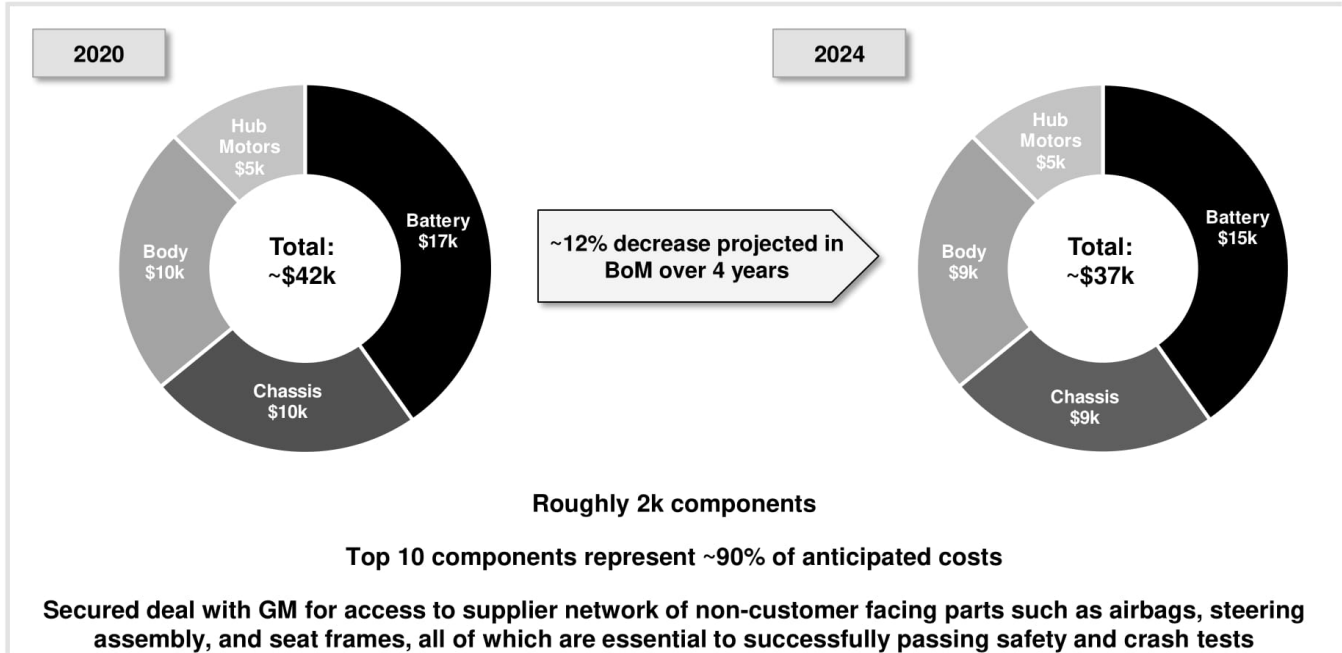 2020
Hub
Motors
$5k
Battery
$17k
Body
$10k
Total:
~$42k
Chassis
$10k
~12% decrease projected in
BoM over 4 years
2024
Hub
Motors
$5k
Battery
$15k
Body
$9k
Total:
~$37k
Chassis
$9k
Roughly 2k components
Top 10 components represent ~90% of anticipated costs
Secured deal with GM for access to supplier network of non-customer facing parts such as airbags, steering
assembly, and seat frames, all of which are essential to successfully passing safety and crash tests